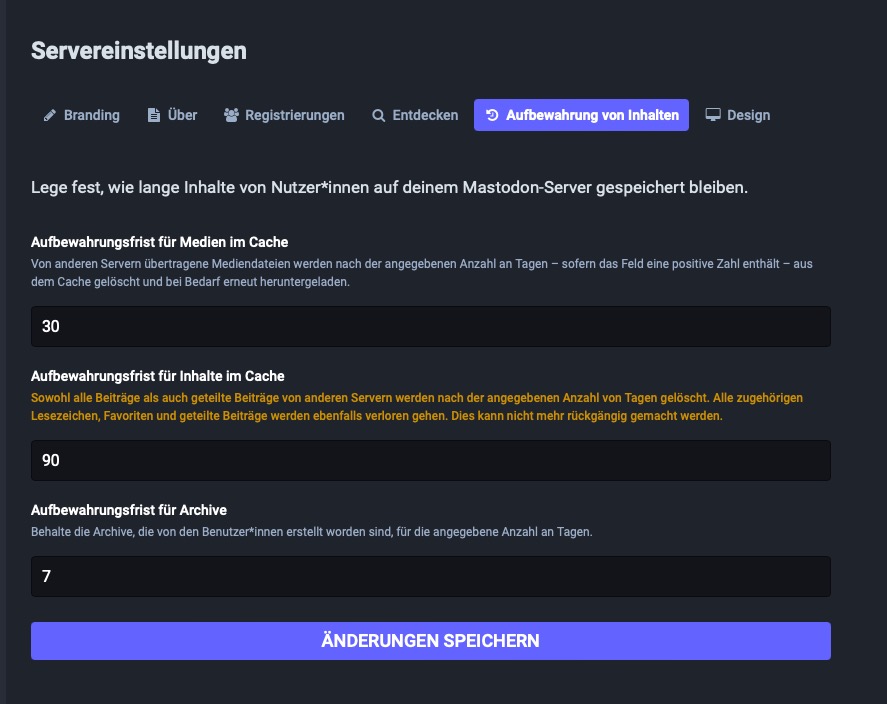 Servereinstellungen
Branding Über Registrierungen Entdecken Aufbewahrung von Inhalten Design
Lege fest, wie lange Inhalte von Nutzer*innen auf deinem Mastodon-Server gespeichert bleiben.
Aufbewahrungsfrist für Medien im Cache
Von anderen Servern übertragene Mediendateien werden nach der angegebenen Anzahl an Tagen – sofern das Feld eine positive Zahl enthält – aus
dem Cache gelöscht und bei Bedarf erneut heruntergeladen.
30
Aufbewahrungsfrist für Inhalte im Cache
Sowohl alle Beiträge als auch geteilte Beiträge von anderen Servern werden nach der angegebenen Anzahl von Tagen gelöscht. Alle zugehörigen
Lesezeichen, Favoriten und geteilte Beiträge werden ebenfalls verloren gehen. Dies kann nicht mehr rückgängig gemacht werden.
90
Aufbewahrungsfrist für Archive
Behalte die Archive, die von den Benutzer*innen erstellt worden sind, für die angegebene Anzahl an Tagen.
7
ÄNDERUNGEN SPEICHERN